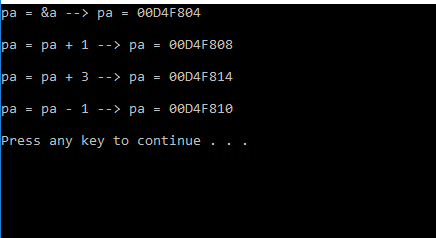 pa = &a --> pa = 00D4F804
pa = pa + 1 --> pa = 00D4F808
pa = pa + 3 --> pa = 00D4F814
pa = pa - 1 --> pa = 00D4F810
Press any key to continue . . .